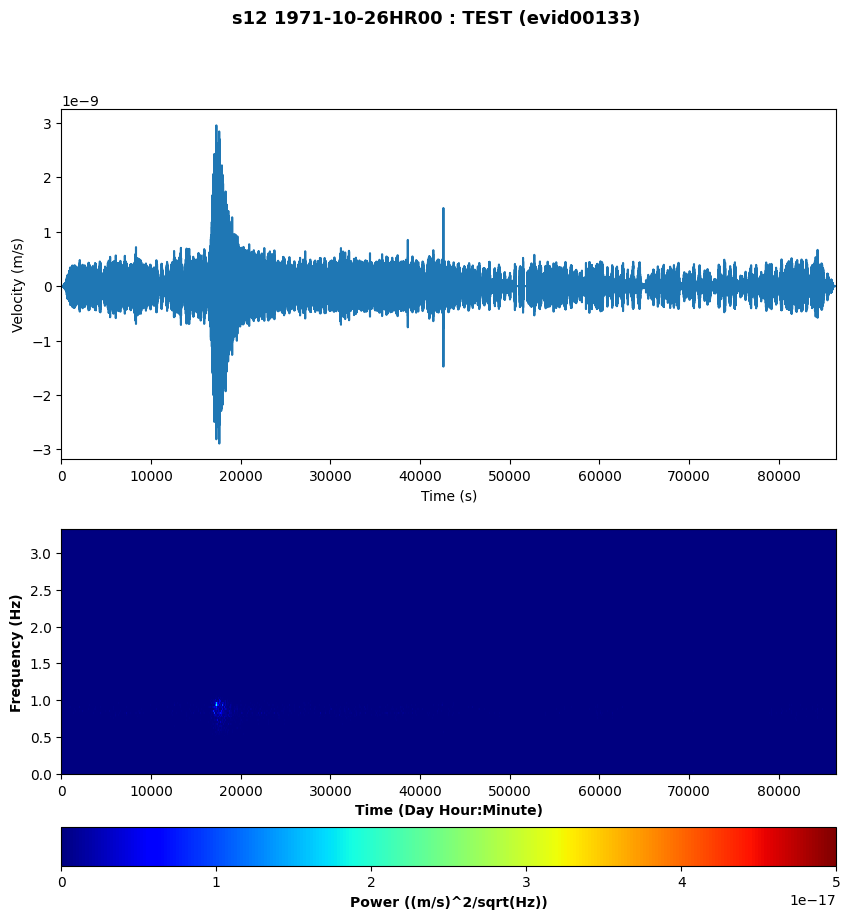 s12 1971-10-26HR00 : TEST (evid00133)
1e−9
3
2
1
0
−1
−2
−3
Velocity (m/s)
0 10000 20000 30000 40000 50000 60000 70000 80000
Time (s)
3.0
2.5
2.0
1.5
1.0
0.5
0.0
Frequency (Hz)
0 10000 20000 30000 40000 50000 60000 70000 80000
Time (Day Hour:Minute)
0 1 2 3 4 5
1e−17
Power ((m/s)^2/sqrt(Hz))